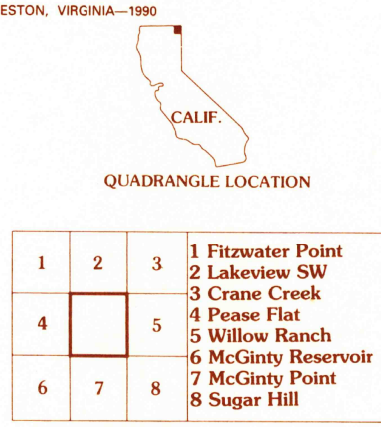 ESTON, VIRGINIA—1990
CALIF.
QUADRANGLE LOCATION
1 2 3
4 5
6 7 8
1 Fitzwater Point
2 Lakeview SW
3 Crane Creek
4 Pease Flat
5 Willow Ranch
6 McGinty Reservoir
7 McGinty Point
8 Sugar Hill